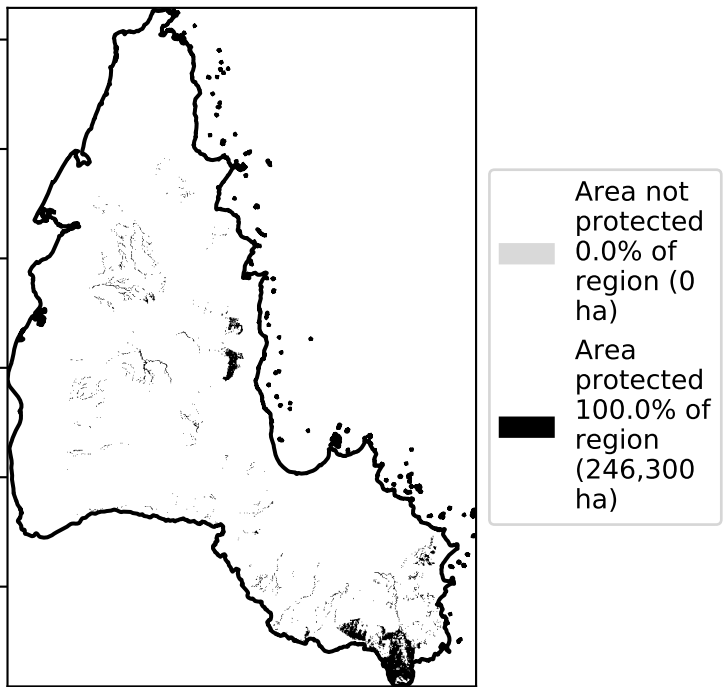 Area not
protected
0.0% of
region (0
ha)
Area
protected
100.0% of
region
(246,300
ha)